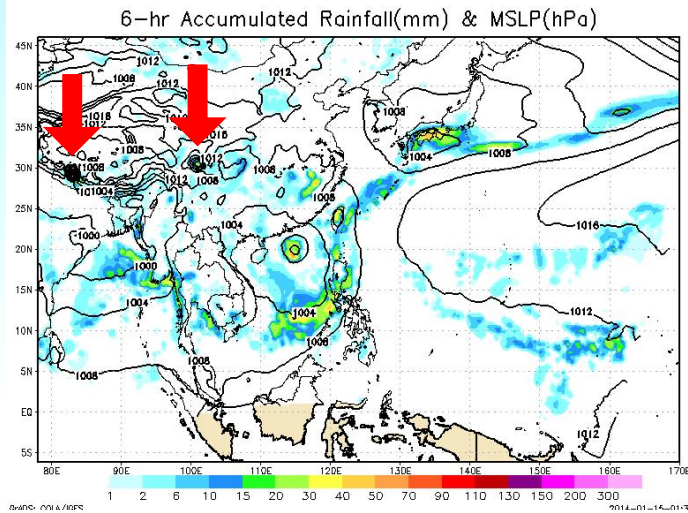 6-hr Accumulated Rainfall(mm) & MSLP(hPa)
45N
40N
35N
30N
25N
20N
15N
10N
5N
EQ
5S
1012
1008
1012
1012
1008
1008
1004
1008
1012
1008
1012
1008
1008
1008
1004
1004
1000
1000
1004
1004
1008
1008
1008
1016
1012
1012
80E 90E 100E 110E 120E 130E 140E 150E 160E 170E
1 2 6 10 15 20 30 40 50 70 90 110 130 150 200 300
GrADS: COLA/IGES